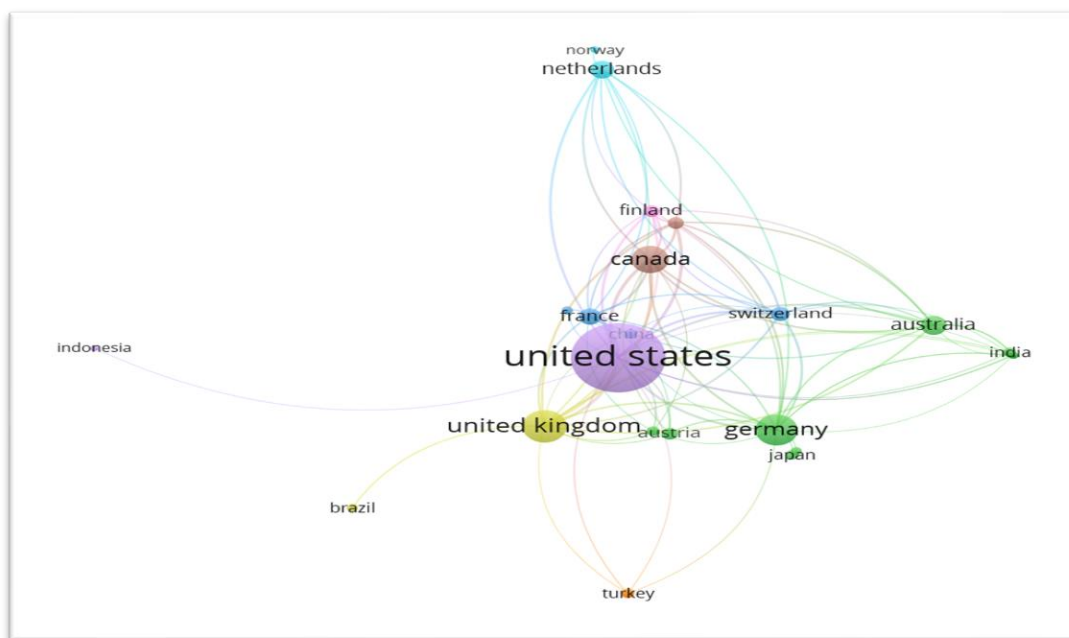 norway
netherlands
finland
canada
france
switzerland
china
australia
united states
indonesia
india
united kingdom
austria
germany
japan
brazil
turkey